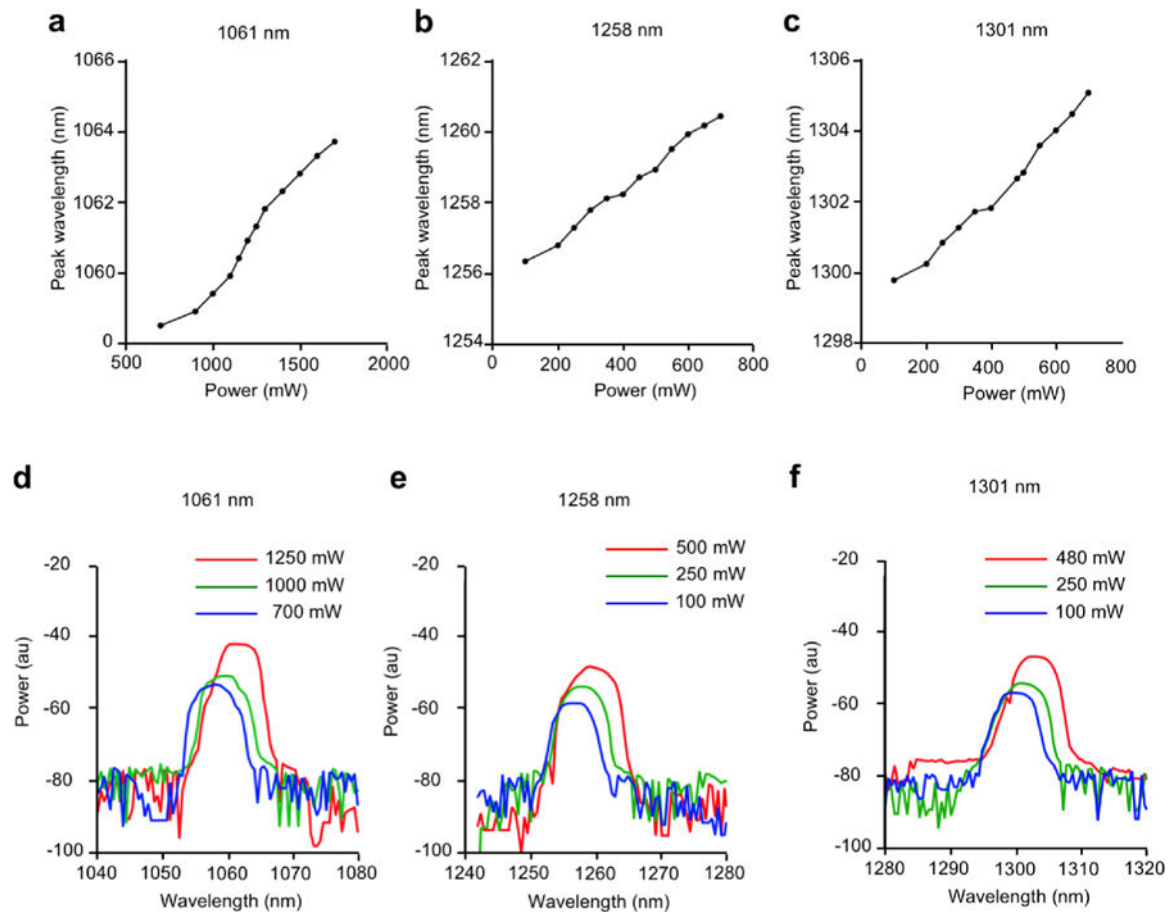 a
1061 nm
1066
1064
1062
1060
0
Peak wavelength (nm)
500
1000
1500
2000
Power (mW)
b
1258 nm
1262
1260
1258
1256
1254
Peak wavelength (nm)
0
200
400
600
800
Power (mW)
c
1301 nm
1306
1304
1302
1300
1298
Peak wavelength (nm)
0
200
400
600
800
Power (mW)
d
1061 nm
1250 mW
1000 mW
700 mW
-20
-40
-60
-80
-100
Power (au)
1040
1050
1060
1070
1080
Wavelength (nm)
e
1258 nm
500 mW
250 mW
100 mW
-20
-40
-60
-80
-100
Power (au)
1240
1250
1260
1270
1280
Wavelength (nm)
f
1301 nm
480 mW
250 mW
100 mW
-20
-40
-60
-80
-100
Power (au)
1280
1290
1300
1310
1320
Wavelength (nm)